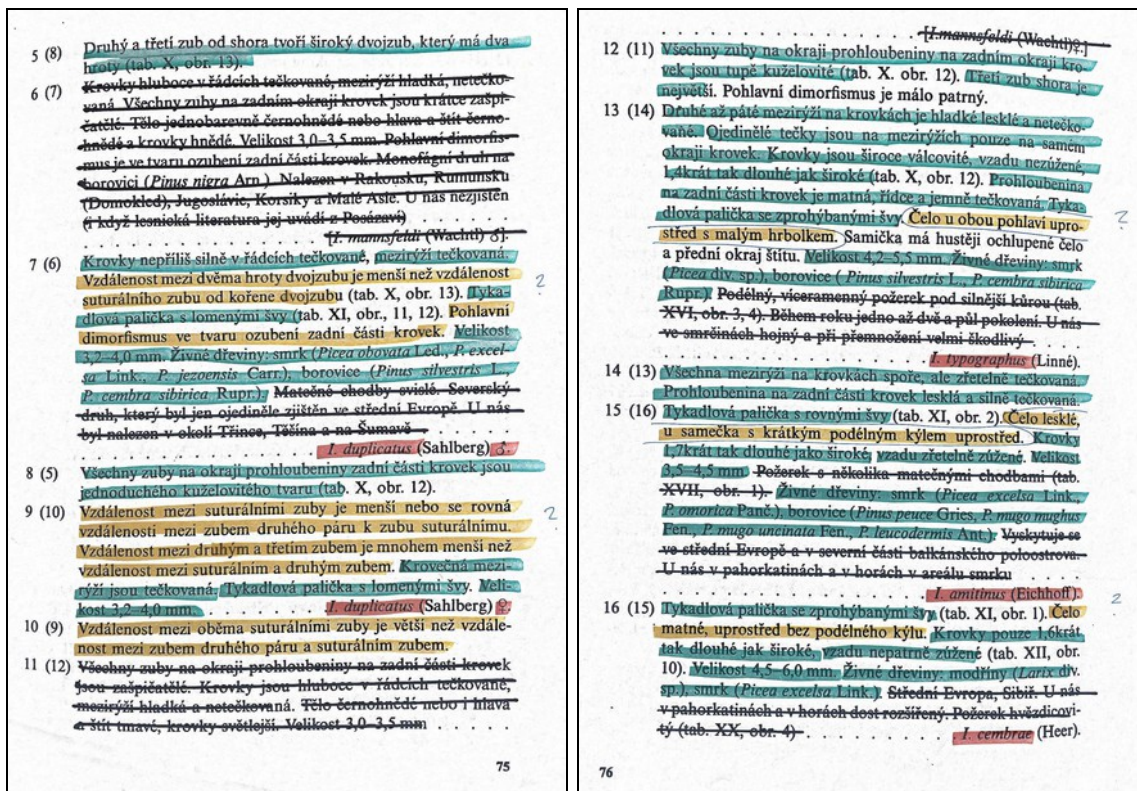 5 (8) Druhý a třetí zub od shora tvoří široký dvojzub, který má dva
hroty (tab. X, obr. 13).
6 (7) Krovky hluboce v řádcích tečkované, mezirýží hladká, netečko-
vaná. Všechny zuby na zadním okraji krovek jsou krátce zašpi-
čatělé. Tělo jednobarevně černohnědé nebo hlava a štít černo-
hnědé a krovky hnědé. Velikost 3,0–3,5 mm. Pohlavní dimorfis-
mus je ve tvaru ozubení zadní části krovek. Monofágní druh na
borovici (Pinus nigra Arn.). Nalezen v Rakousku, Rumunsku
(Domokled), Jugoslávie, Korsiky a Malé Asie. U nás nezjištěn
(i když lesnická literatura jej uvádí z Posázaví)
. . . . . . . . . . . . . . . . [I. mannsfeldi (Wachtl) ♂].
7 (6) Krovky nepříliš silně v řádcích tečkované, mezirýží tečkovaná.
Vzdálenost mezi dvěma hroty dvojzubu je menší než vzdálenost
suturálního zubu od kořene dvojzubu (tab. X, obr. 13). Tyka- ?
dlová palička s lomenými švy (tab. XI, obr., 11, 12). Pohlavní
dimorfismus ve tvaru ozubení zadní části krovek. Velikost
3,2–4,0 mm. Živné dřeviny: smrk (Picea obovata Led., P. excel-
sa Link., P. jezoensis Carr.), borovice (Pinus silvestris L.,
P. cembra sibirica Rupr.). Matečné chodby svislé. Severský
druh, který byl jen ojediněle zjištěn ve střední Evropě. U nás
byl nalezen v okolí Třince, Těčína a na Šumavě . . . . . .
. . . . . . . . . . . . . . . . I. duplicatus (Sahlberg) ♂.
8 (5) Všechny zuby na okraji prohloubeniny zadní části krovek jsou
jednoduchého kuželovitého tvaru (tab. X, obr. 12).
9 (10) Vzdálenost mezi suturálními zuby je menší nebo se rovná ?
vzdálenosti mezi zubem druhého páru k zubu suturálnímu.
Vzdálenost mezi druhým a třetím zubem je mnohem menší než
vzdálenost mezi suturálním a druhým zubem. Krovečná mezi-
rýží jsou tečkovaná. Tykadlová palička s lomenými švy. Veli-
kost 3,2–4,0 mm. . . . . . . . . I. duplicatus (Sahlberg) ♀.
10 (9) Vzdálenost mezi oběma suturálními zuby je větší než vzdále-
nost mezi zubem druhého páru a suturálním zubem.
11 (12) Všechny zuby na okraji prohloubeniny na zadní části krovek
jsou zašpičatělé. Krovky jsou hluboce v řádcích tečkované,
mezirýží hladká a netečkovaná. Tělo černohnědé nebo i hlava
a štít tmavé, krovky světlejší. Velikost 3,0–3,5 mm . . . . . .
75
. . . . . . . . . . . . . . . . [I. mannsfeldi (Wachtl) ♀.]
12 (11) Všechny zuby na okraji prohloubeniny na zadním okraji kro-
vek jsou tupě kuželovité (tab. X. obr. 12). Třetí zub shora je
největší. Pohlavní dimorfismus je málo patrný.
13 (14) Druhé až páté mezirýží na krovkách je hladké lesklé a netečko-
vané. Ojedinělé tečky jsou na mezirýžích pouze na samém
okraji krovek. Krovky jsou široce válcovité, vzadu nezúžené,
1,4krát tak dlouhé jak široké (tab. X, obr. 12). Prohloubenina
na zadní části krovek je matná, řídce a jemně tečkovaná. Tyka-
dlová palička se zprohýbanými švy. Čelo u obou pohlaví upro- ?
střed s malým hrbolkem. Samička má hustěji ochlupené čelo
a přední okraj štítu. Velikost 4,2–5,5 mm. Živné dřeviny: smrk
(Picea div. sp.), borovice ( Pinus silvestris L., P. cembra sibirica
Rupr.). Podélný, víceramenný požerek pod silnější kůrou (tab.
XVI, obr. 3, 4). Během roku jedno až dvě a půl pokolení. U nás
ve smrčinách hojný a při přemnožení velmi škodlivý . . . . .
. . . . . . . . . . . . . . . . I. typographus (Linné).
14 (13) Všechna mezirýží na krovkách spoře, ale zřetelně tečkovaná.
Prohloubenina na zadní části krovek lesklá a silně tečkovaná.
15 (16) Tykadlová palička s rovnými švy (tab. XI, obr. 2). Čelo lesklé,
u samečka s krátkým podélným kýlem uprostřed. Krovky
1,7krát tak dlouhé jako široké, vzadu zřetelně zúžené. Velikost
3,5–4,5 mm. Požerek s několika matečnými chodbami (tab.
XVII, obr. 1). Živné dřeviny: smrk (Picea excelsa Link.,
P. omorica Panč.), borovice (Pinus peuce Gries, P. mugo mughus
Fen., P. mugo uncinata Fen., P. leucodermis Ant.). Vyskytuje se
ve střední Evropě a v severní části balkánského poloostrova.
U nás v pahorkatinách a v horách v areálu smrku . . . . . .
. . . . . . . . . . . . . . . . I. amitinus (Eichhoff).
16 (15) Tykadlová palička se zprohýbanými švy (tab. XI, obr. 1). Čelo ?
matné, uprostřed bez podélného kýlu. Krovky pouze 1,6krát
tak dlouhé jak široké, vzadu nepatrně zúžené (tab. XII, obr.
10). Velikost 4,5–6,0 mm. Živné dřeviny: modříny (Larix div.
sp.), smrk (Picea excelsa Link.). Střední Evropa, Sibiř. U nás
v pahorkatinách a v horách dost rozšířený. Požerek hvězdicovi-
tý (tab. XX, obr. 4) . . . . . . . . . I. cembrae (Heer).
76